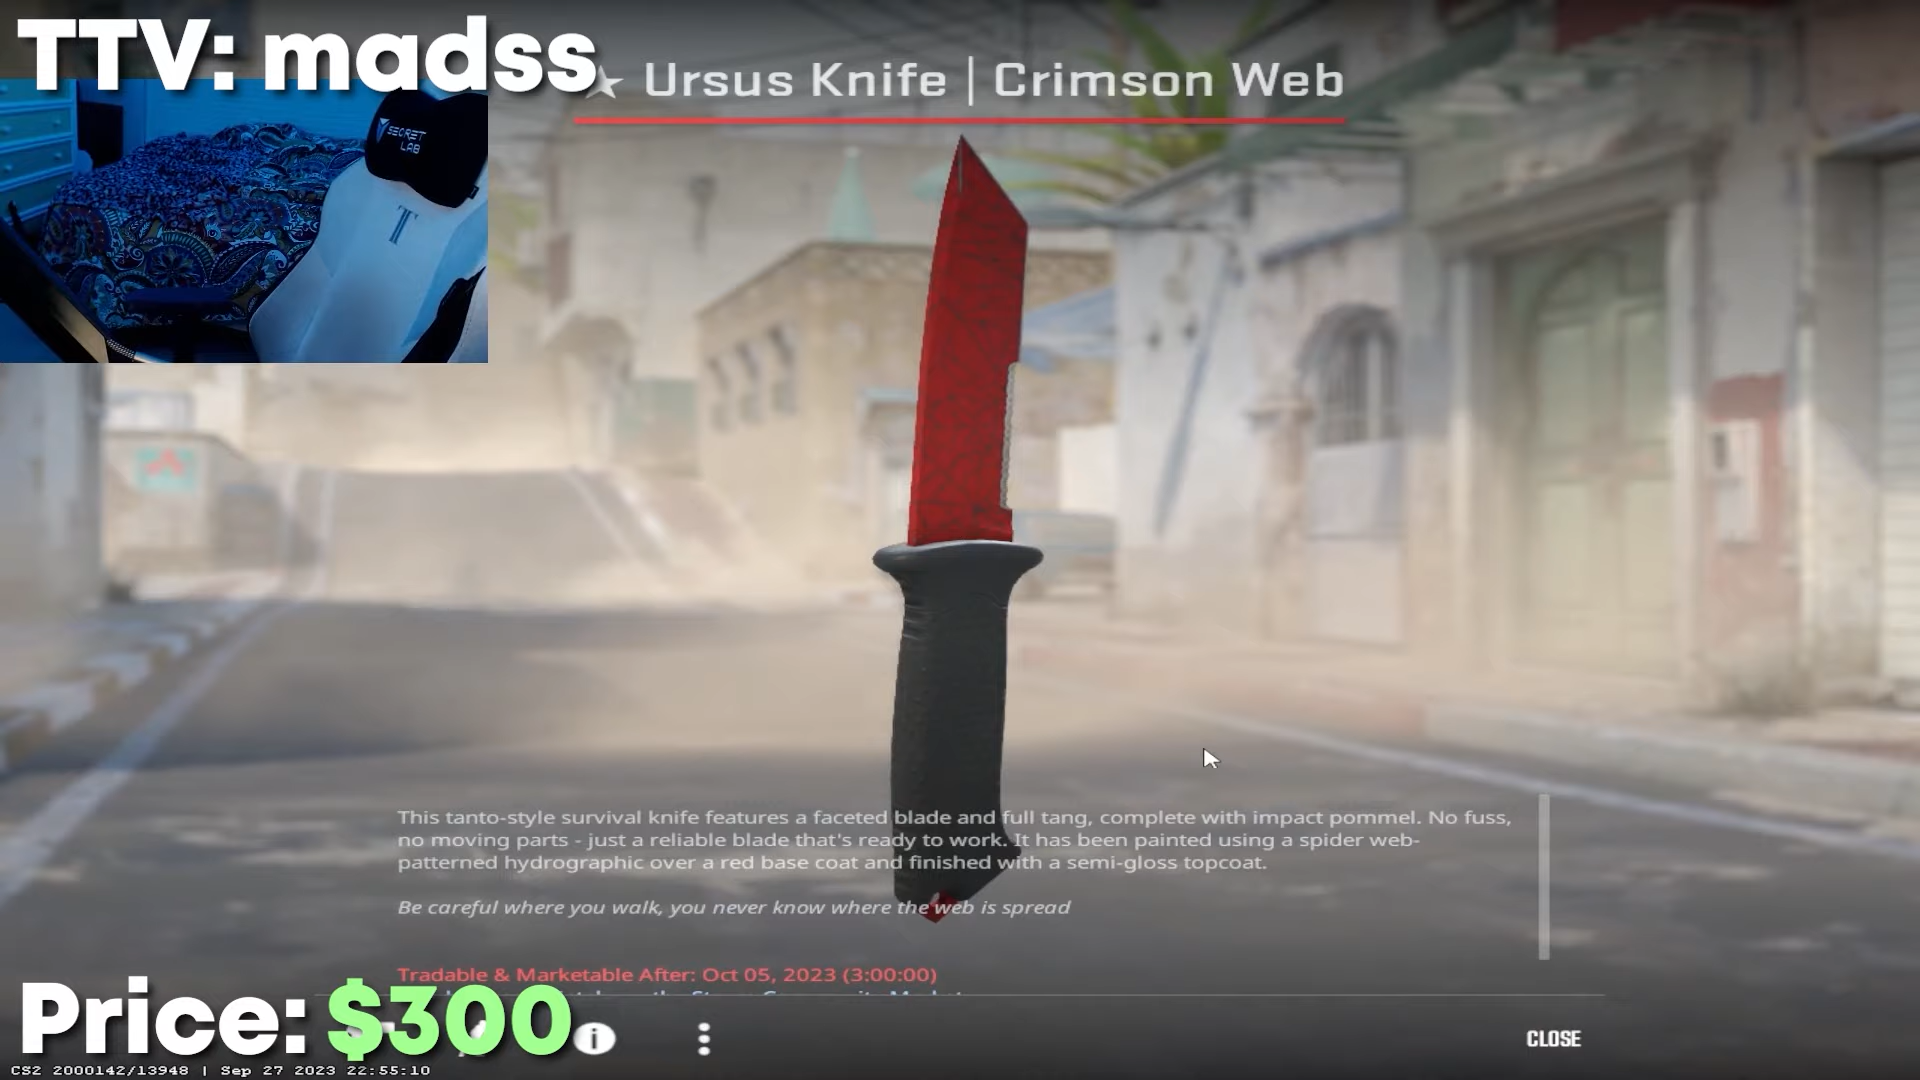 TTV: madss
★ Ursus Knife | Crimson Web
SECRET
LAB
T
This tanto-style survival knife features a faceted blade and full tang, complete with impact pommel. No fuss,
no moving parts - just a reliable blade that's ready to work. It has been painted using a spider web-
patterned hydrographic over a red base coat and finished with a semi-gloss topcoat.
Be careful where you walk, you never know where the web is spread
Tradable & Marketable After: Oct 05, 2023 (3:00:00)
Price: $300
CLOSE
CS2 2000142/13948 | Sep 27 2023 22:55:10